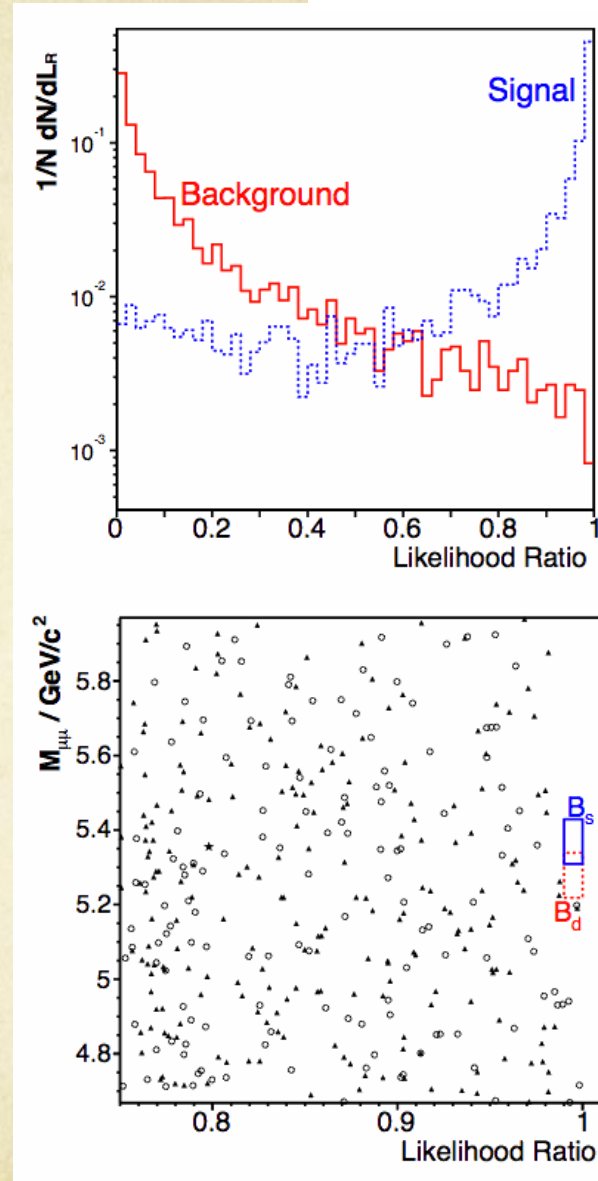 1/N dN/dLR
Signal
Background
10⁻¹
10⁻²
10⁻³
0 0.2 0.4 0.6 0.8 1
Likelihood Ratio
Mμμ / GeV/c²
5.8
5.6
5.4
5.2
5
4.8
Bs
Bd
0.8 0.9 1
Likelihood Ratio